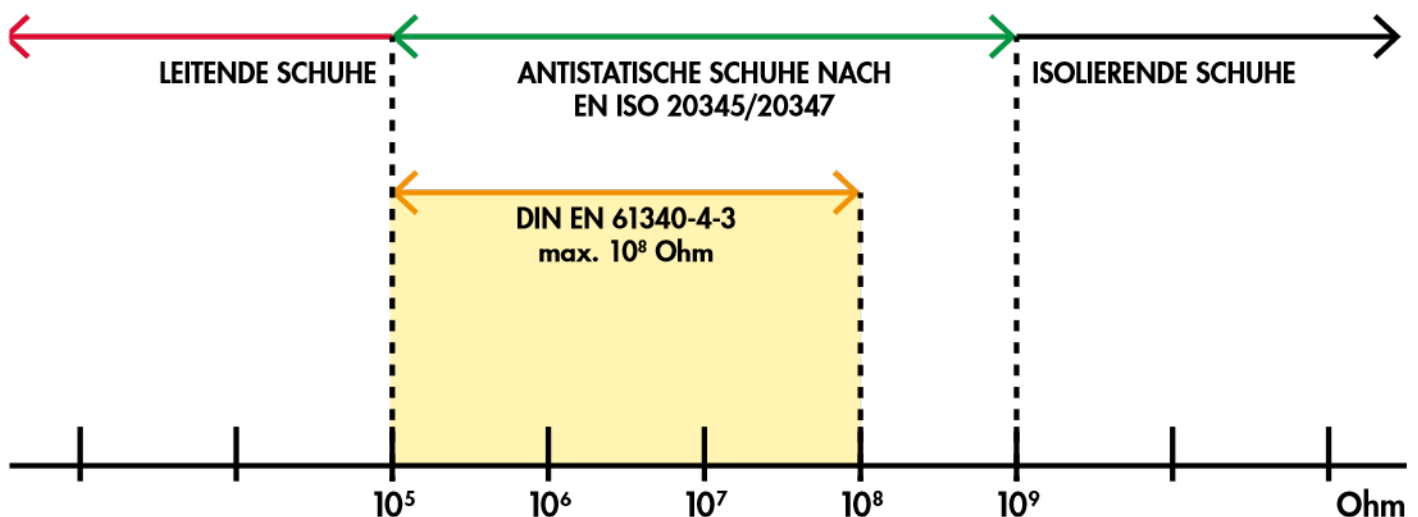 LEITENDE SCHUHE
ANTISTATISCHE SCHUHE NACH
EN ISO 20345/20347
ISOLIERENDE SCHUHE
DIN EN 61340-4-3
max. 10⁸ Ohm
10⁵ 10⁶ 10⁷ 10⁸ 10⁹ Ohm